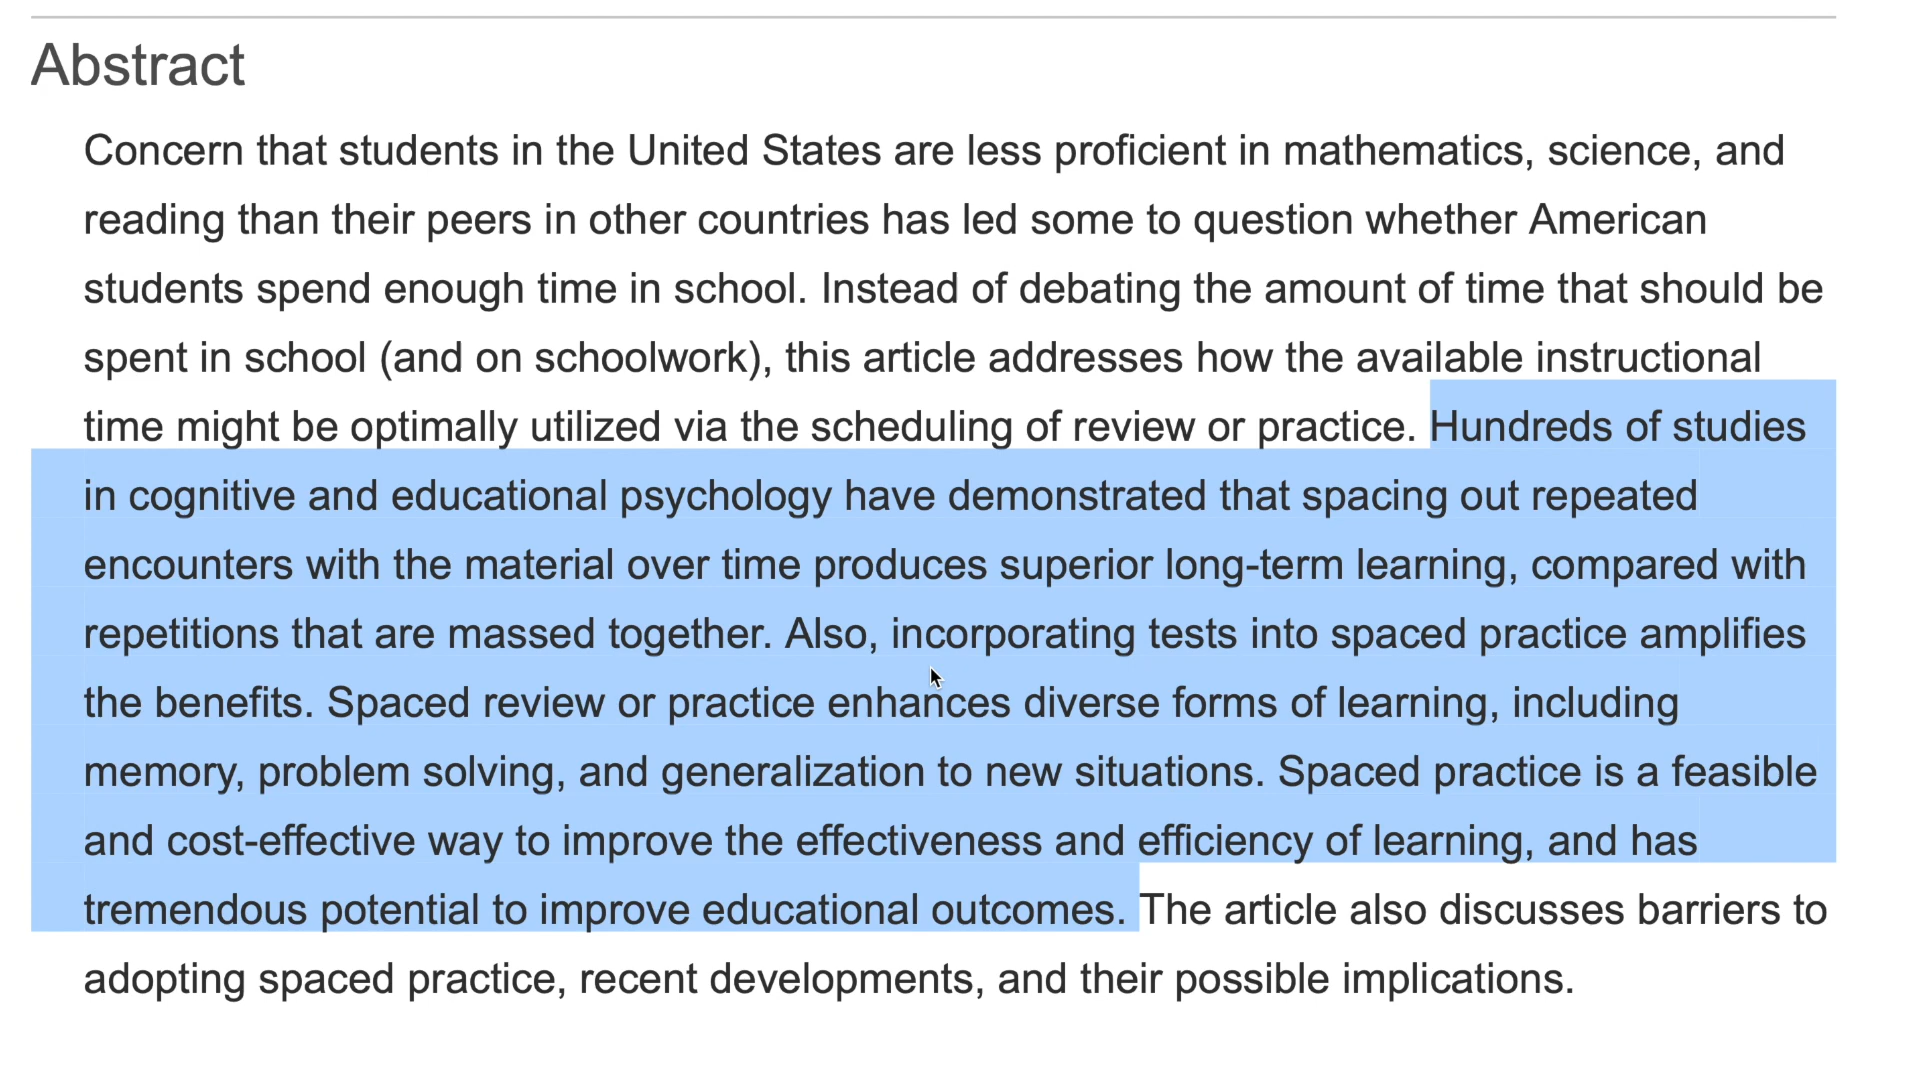 Abstract
Concern that students in the United States are less proficient in mathematics, science, and
reading than their peers in other countries has led some to question whether American
students spend enough time in school. Instead of debating the amount of time that should be
spent in school (and on schoolwork), this article addresses how the available instructional
time might be optimally utilized via the scheduling of review or practice. Hundreds of studies
in cognitive and educational psychology have demonstrated that spacing out repeated
encounters with the material over time produces superior long-term learning, compared with
repetitions that are massed together. Also, incorporating tests into spaced practice amplifies
the benefits. Spaced review or practice enhances diverse forms of learning, including
memory, problem solving, and generalization to new situations. Spaced practice is a feasible
and cost-effective way to improve the effectiveness and efficiency of learning, and has
tremendous potential to improve educational outcomes. The article also discusses barriers to
adopting spaced practice, recent developments, and their possible implications.